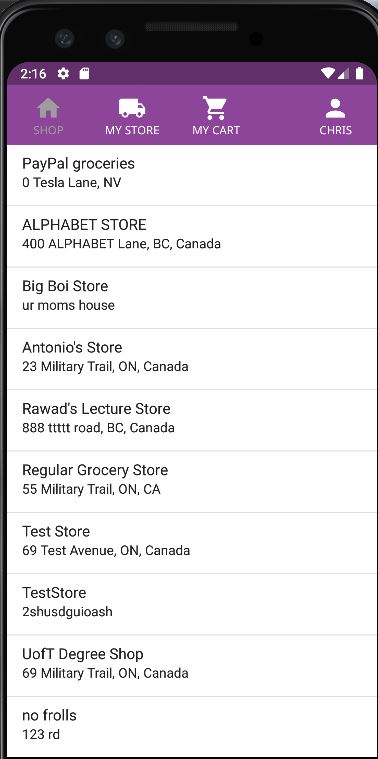 2:16
SHOP MY STORE MY CART CHRIS
PayPal groceries
0 Tesla Lane, NV
ALPHABET STORE
400 ALPHABET Lane, BC, Canada
Big Boi Store
ur moms house
Antonio's Store
23 Military Trail, ON, Canada
Rawad's Lecture Store
888 ttttt road, BC, Canada
Regular Grocery Store
55 Military Trail, ON, CA
Test Store
69 Test Avenue, ON, Canada
TestStore
2shusdguioash
UofT Degree Shop
69 Military Trail, ON, Canada
no frolls
123 rd